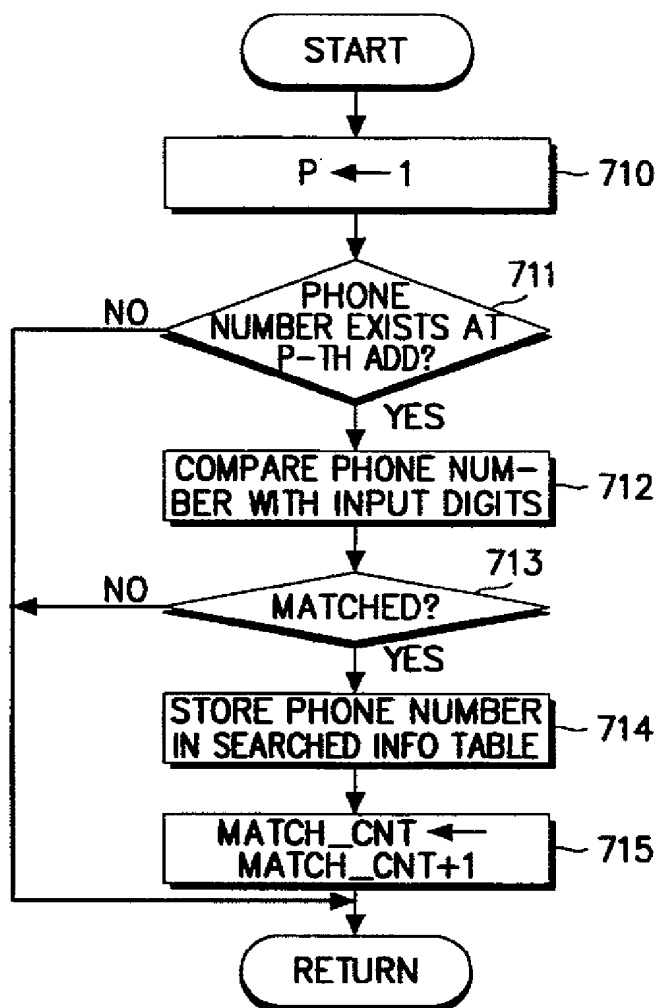 START
P ← 1
710
711
NO
PHONE
NUMBER EXISTS AT
P-TH ADD?
YES
COMPARE PHONE NUM-
BER WITH INPUT DIGITS
712
713
NO
MATCHED?
YES
STORE PHONE NUMBER
IN SEARCHED INFO TABLE
714
MATCH_CNT ←
MATCH_CNT+1
715
RETURN